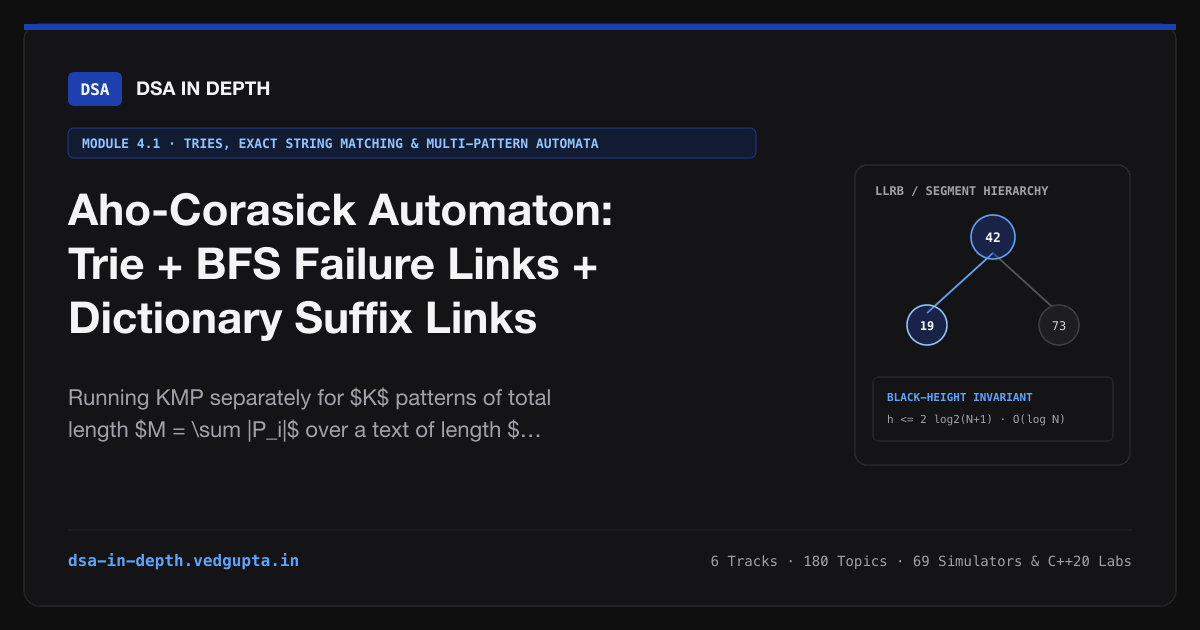 DSA
DSA IN DEPTH
MODULE 4.1 · TRIES, EXACT STRING MATCHING & MULTI-PATTERN AUTOMATA
Aho-Corasick Automaton:
Trie + BFS Failure Links +
Dictionary Suffix Links
Running KMP separately for $K$ patterns of total
length $M = \sum |P_i|$ over a text of length $…
LLRB / SEGMENT HIERARCHY
42
19
73
BLACK-HEIGHT INVARIANT
h <= 2 log2(N+1) · O(log N)
dsa-in-depth.vedgupta.in
6 Tracks · 180 Topics · 69 Simulators & C++20 Labs